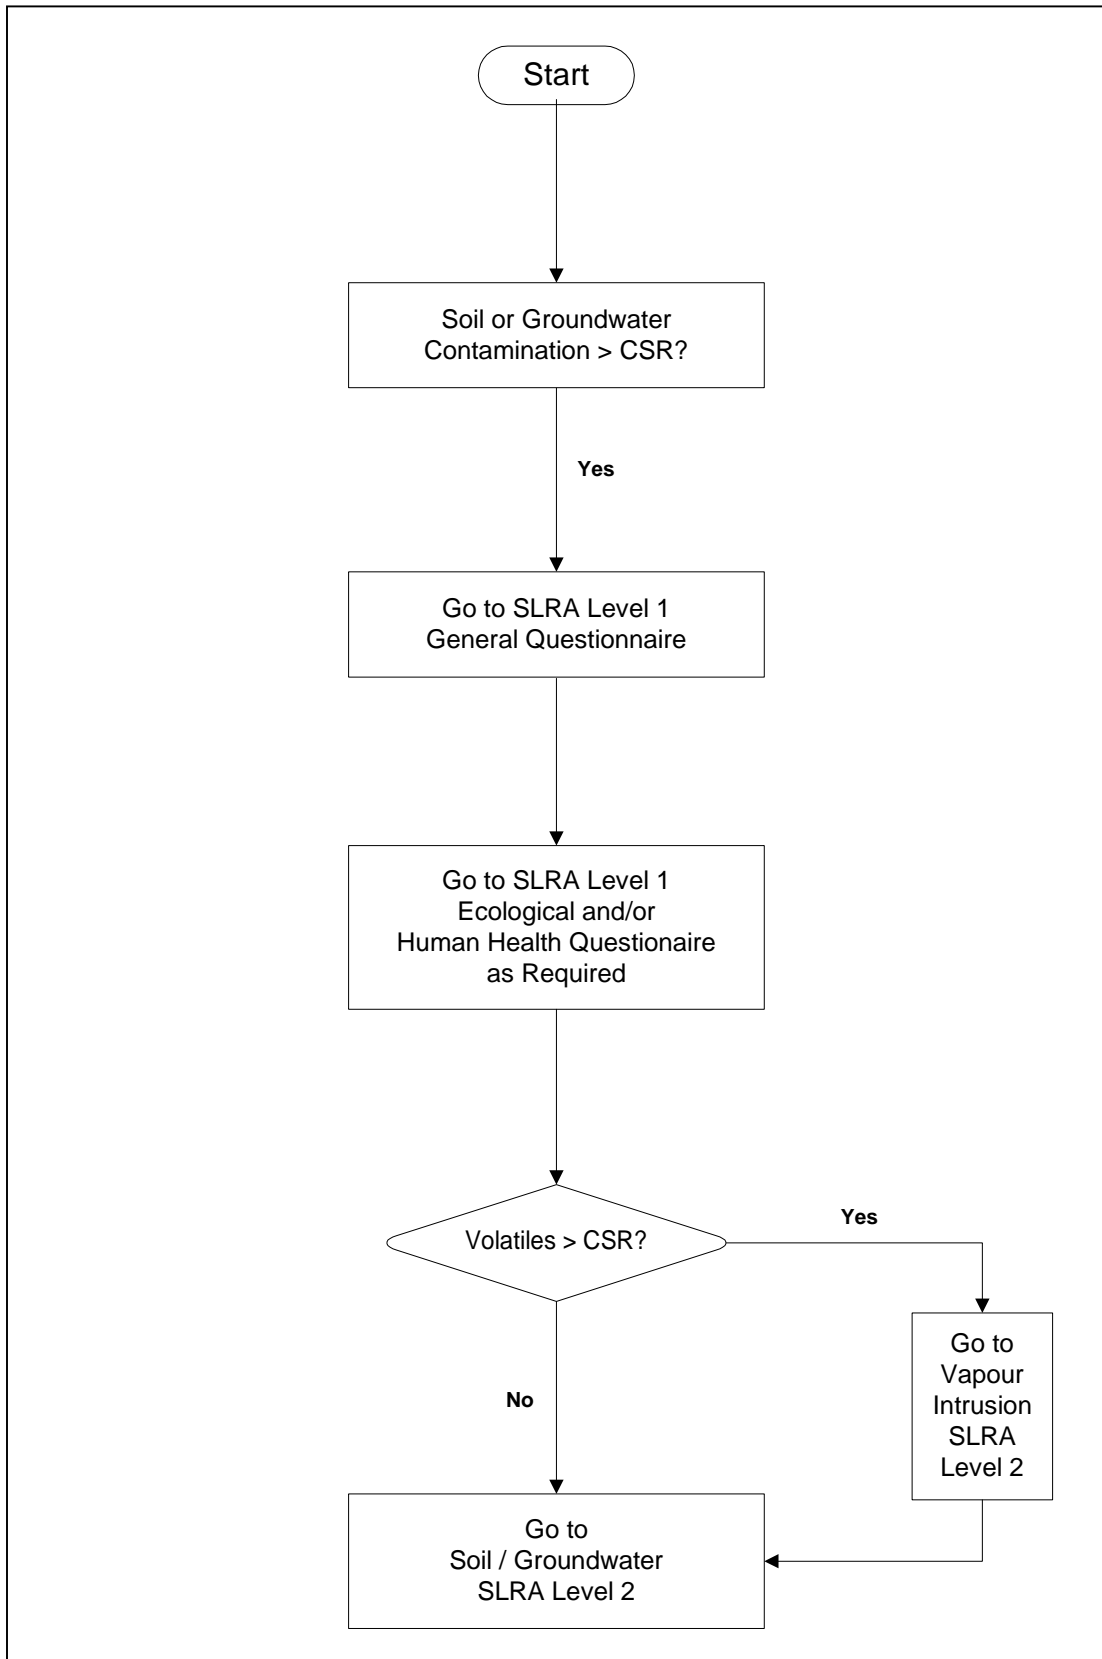 Start
Soil or Groundwater
Contamination > CSR?
Yes
Go to SLRA Level 1
General Questionnaire
Go to SLRA Level 1
Ecological and/or
Human Health Questionaire
as Required
Volatiles > CSR?
Yes
Go to
Vapour
Intrusion
SLRA
Level 2
No
Go to
Soil / Groundwater
SLRA Level 2